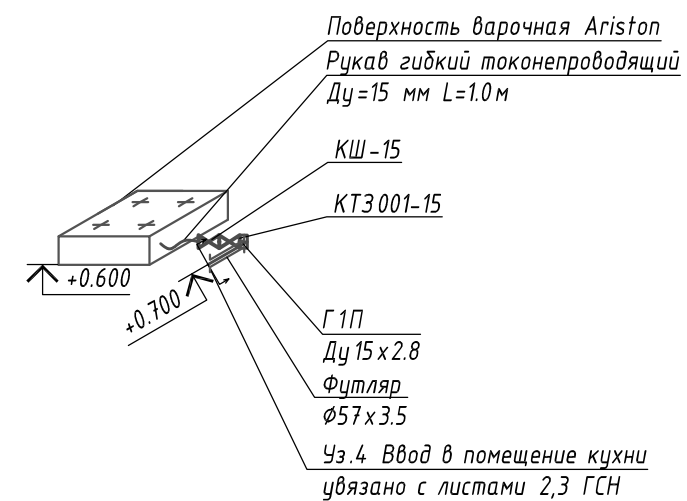 Поверхность варочная Ariston
Рукав гибкий токонепроводящий
Ду=15 мм L=1.0м
КШ-15
КТЗ 001-15
+0.600
+0.700
Г1П
Ду 15х2.8
Футляр
Ф57х3.5
Уз.4 Ввод в помещение кухни
увязано с листами 2,3 ГСН